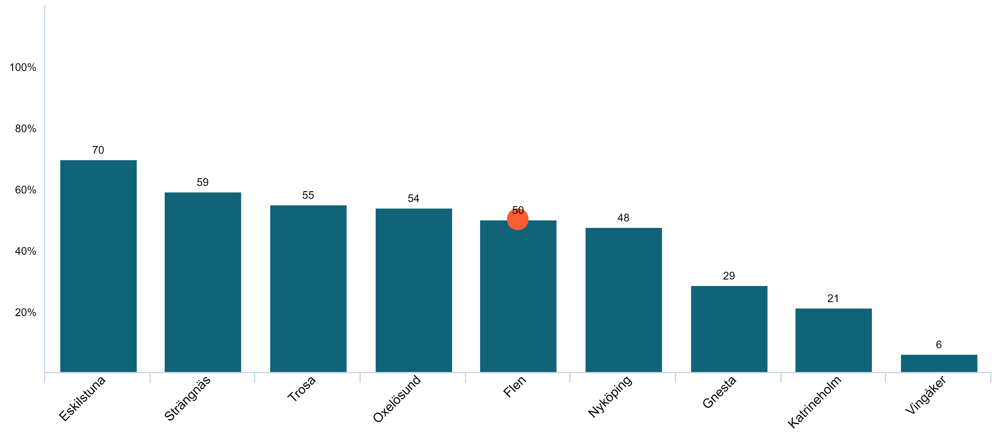 100%
80%
60%
40%
20%
70
59
55
54
50
48
29
21
6
Eskilstuna
Strängnäs
Trosa
Oxelösund
Flen
Nyköping
Gnesta
Katrineholm
Vingåker